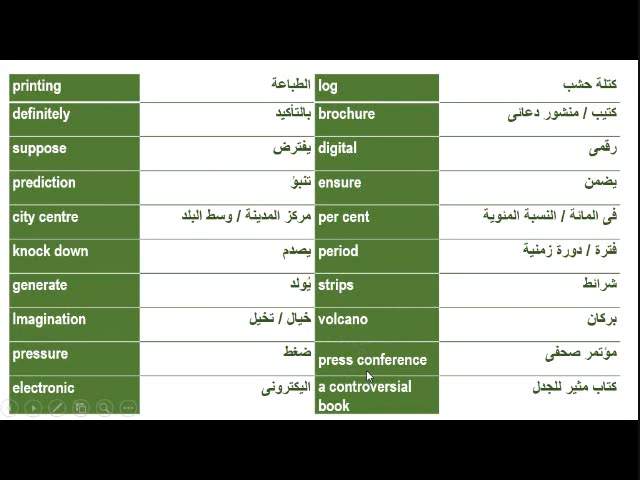 printing الطباعة log كتلة حشب
definitely بالتأكيد brochure كتيب / منشور دعائى
suppose يفترض digital رقمى
prediction تنبؤ ensure يضمن
city centre مركز المدينة / وسط البلد per cent فى المائة / النسبة المئوية
knock down يصدم period فترة / دورة زمنية
generate يُولد strips شرائط
Imagination خيال / تخيل volcano بركان
pressure ضغط press conference مؤتمر صحفى
electronic اليكترونى a controversial كتاب مثير للجدل
book